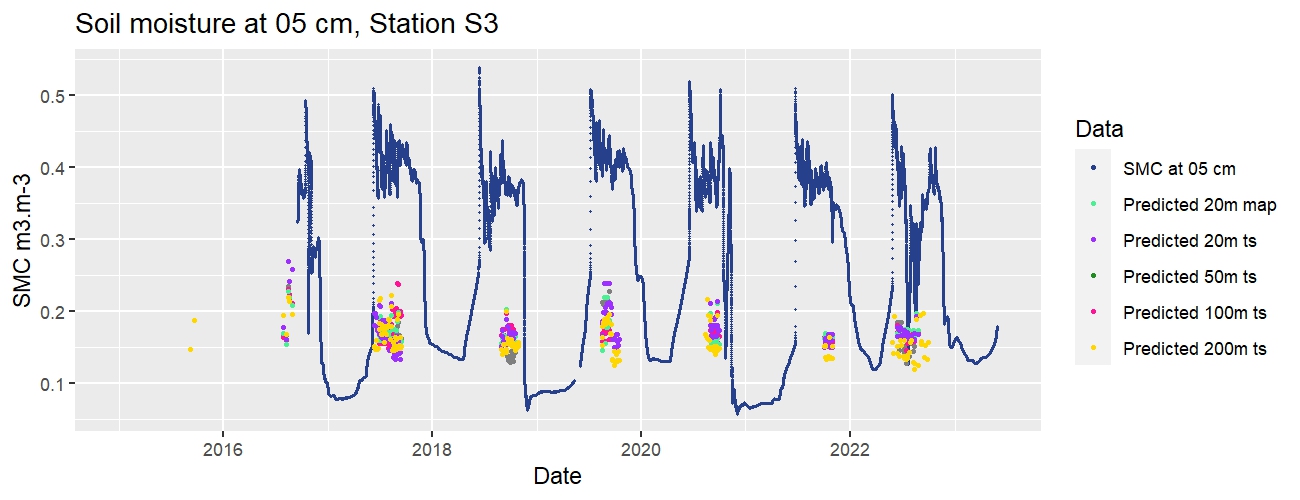 Soil moisture at 05 cm, Station S3
SMC m3.m-3
0.5
0.4
0.3
0.2
0.1
2016
2018
2020
2022
Date
Data
SMC at 05 cm
Predicted 20m map
Predicted 20m ts
Predicted 50m ts
Predicted 100m ts
Predicted 200m ts